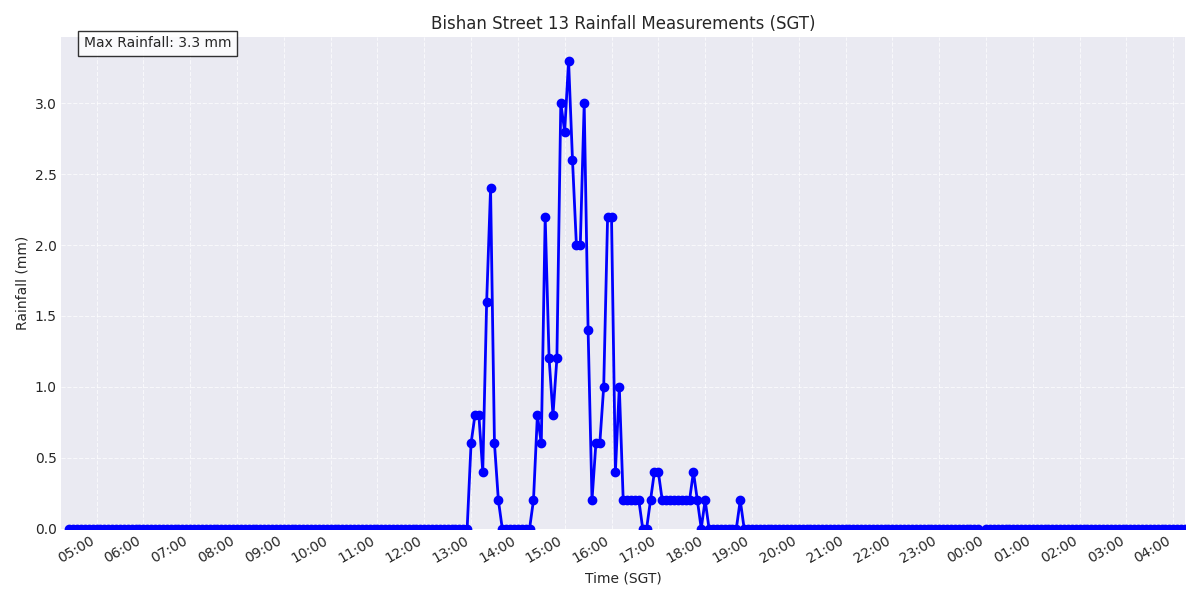 Bishan Street 13 Rainfall Measurements (SGT)
Max Rainfall: 3.3 mm
Rainfall (mm)
3.0
2.5
2.0
1.5
1.0
0.5
0.0
05:00 06:00 07:00 08:00 09:00 10:00 11:00 12:00 13:00 14:00 15:00 16:00 17:00 18:00 19:00 20:00 21:00 22:00 23:00 00:00 01:00 02:00 03:00 04:00
Time (SGT)